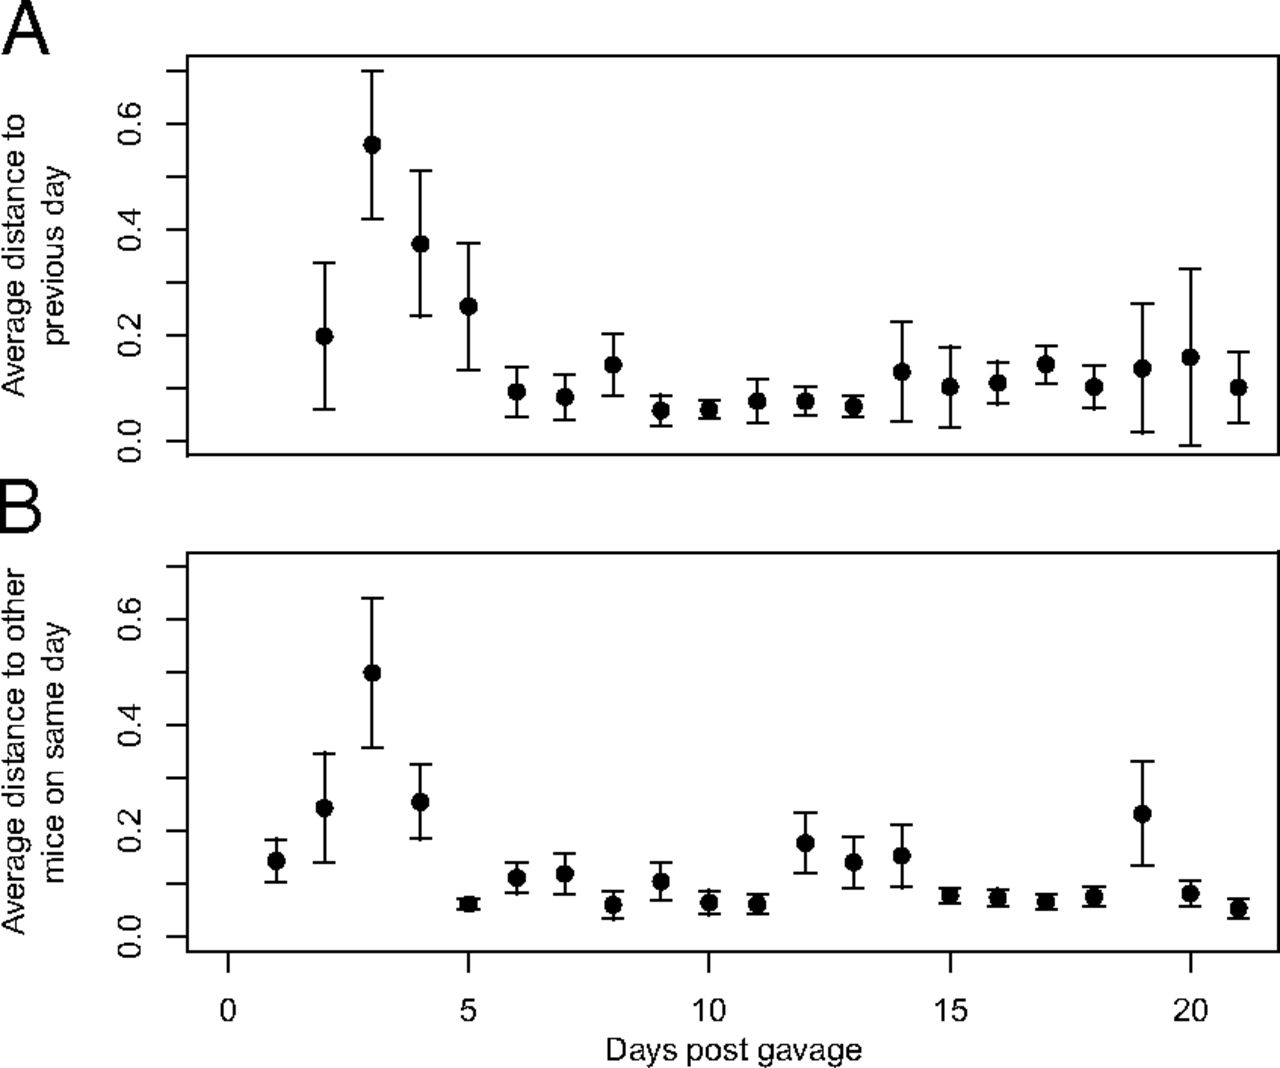 A
Average distance to
previous day
0.6
0.4
0.2
0.0
B
Average distance to other
mice on same day
0.6
0.4
0.2
0.0
0 5 10 15 20
Days post gavage